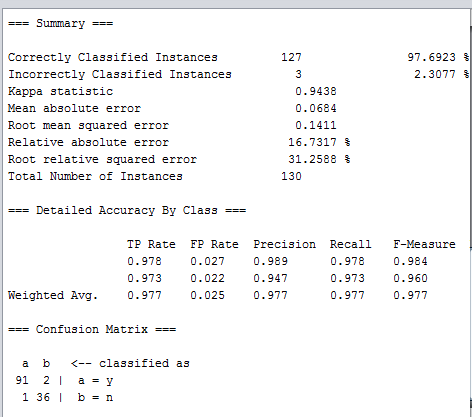 === Summary ===
Correctly Classified Instances 127 97.6923 %
Incorrectly Classified Instances 3 2.3077 %
Kappa statistic 0.9438
Mean absolute error 0.0684
Root mean squared error 0.1411
Relative absolute error 16.7317 %
Root relative squared error 31.2588 %
Total Number of Instances 130
=== Detailed Accuracy By Class ===
TP Rate FP Rate Precision Recall F-Measure
0.978 0.027 0.989 0.978 0.984
0.973 0.022 0.947 0.973 0.960
Weighted Avg. 0.977 0.025 0.977 0.977 0.977
=== Confusion Matrix ===
a b <-- classified as
91 2 | a = y
1 36 | b = n